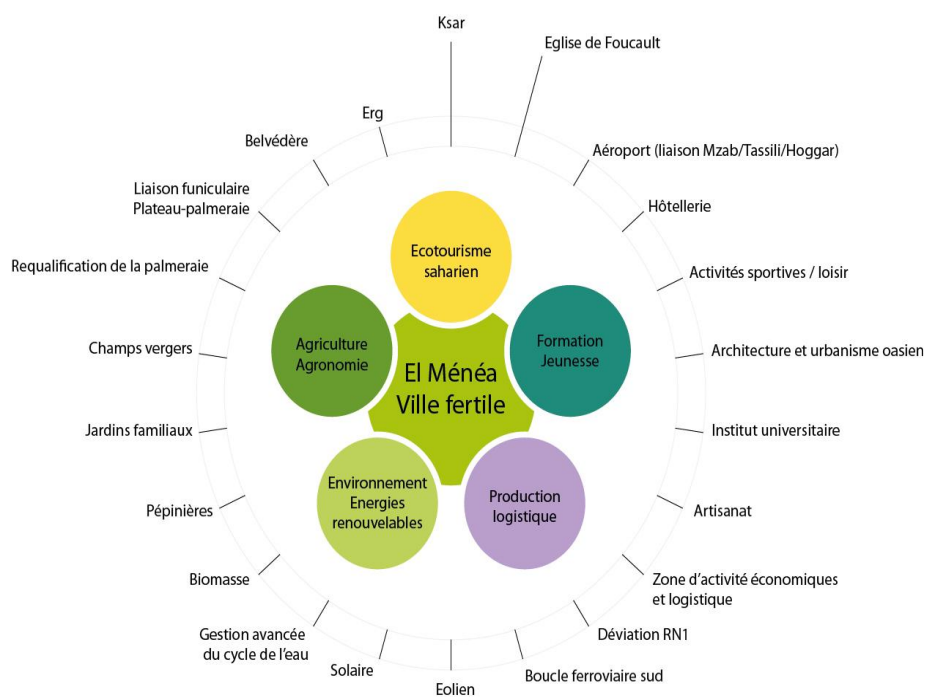 Ksar
Eglise de Foucault
Aéroport (liaison Mzab/Tassili/Hoggar)
Hôtellerie
Activités sportives / loisir
Architecture et urbanisme oasien
Institut universitaire
Artisanat
Zone d'activité économiques
et logistique
Déviation RN1
Boucle ferroviaire sud
Eolien
Solaire
Gestion avancée
du cycle de l'eau
Biomasse
Pépinières
Jardins familiaux
Champs vergers
Requalification de la palmeraie
Liaison funiculaire
Plateau-palmeraie
Belvédère
Erg
Ecotourisme
saharien
Formation
Jeunesse
Production
logistique
Environnement
Energies
renouvelables
Agriculture
Agronomie
El Ménéa
Ville fertile